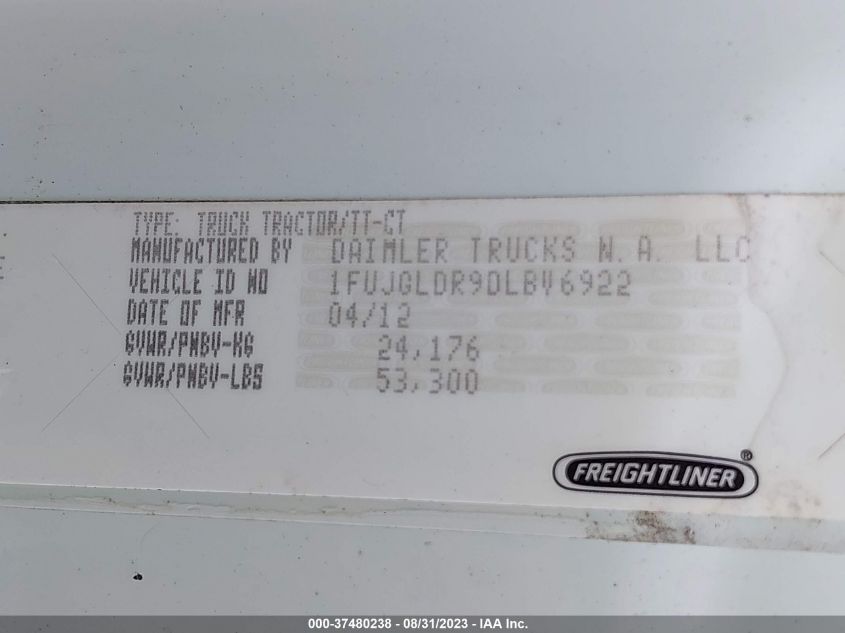 TYPE: TRUCK TRACTOR/TT-CT
MANUFACTURED BY DAIMLER TRUCKS N.A. LLC
VEHICLE ID NO 1FUJGLDR9DLBV6922
DATE OF MFR 04/12
GVWR/PNBV-KG 24,176
GVWR/PNBV-LBS 53,300
FREIGHTLINER®
000-37480238 - 08/31/2023 - IAA Inc.